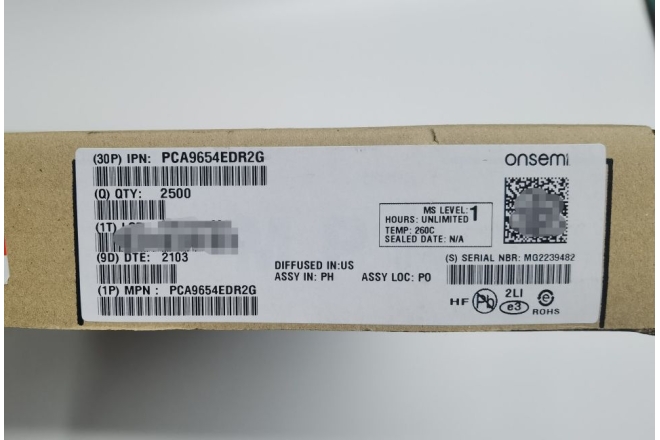 (30P) IPN: PCA9654EDR2G
onsemi
(Q) QTY: 2500
(1T)
MS LEVEL: 1
HOURS: UNLIMITED
TEMP: 260C
SEALED DATE: N/A
(9D) DTE: 2103
DIFFUSED IN:US
ASSY IN: PH
ASSY LOC: PO
(S) SERIAL NBR: MG2239482
(1P) MPN : PCA9654EDR2G
HF
Pb
2LI
e3
e
ROHS